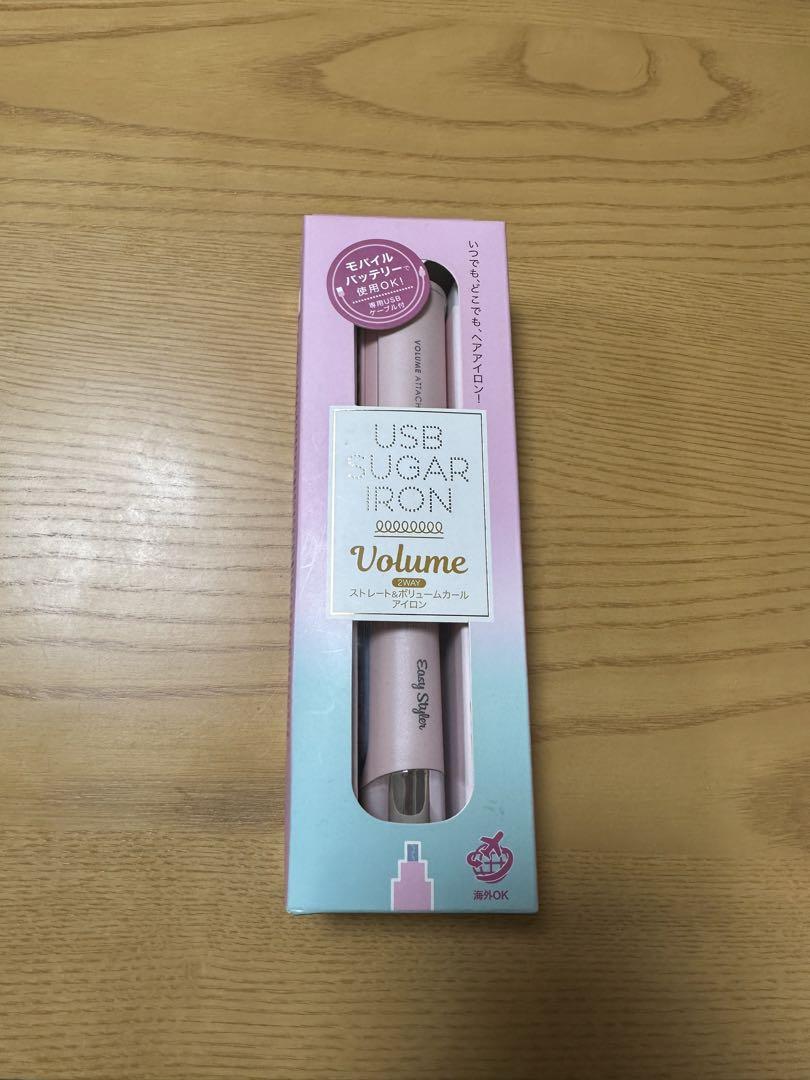 モバイル
バッテリーで
使用OK!
専用USB
ケーブル付
いつでも、どこでも、ヘアアイロン!
VOLUME ATTACH
USB
SUGAR
IRON
Volume
2WAY
ストレート&ボリュームカール
アイロン
Easy Styler
海外OK